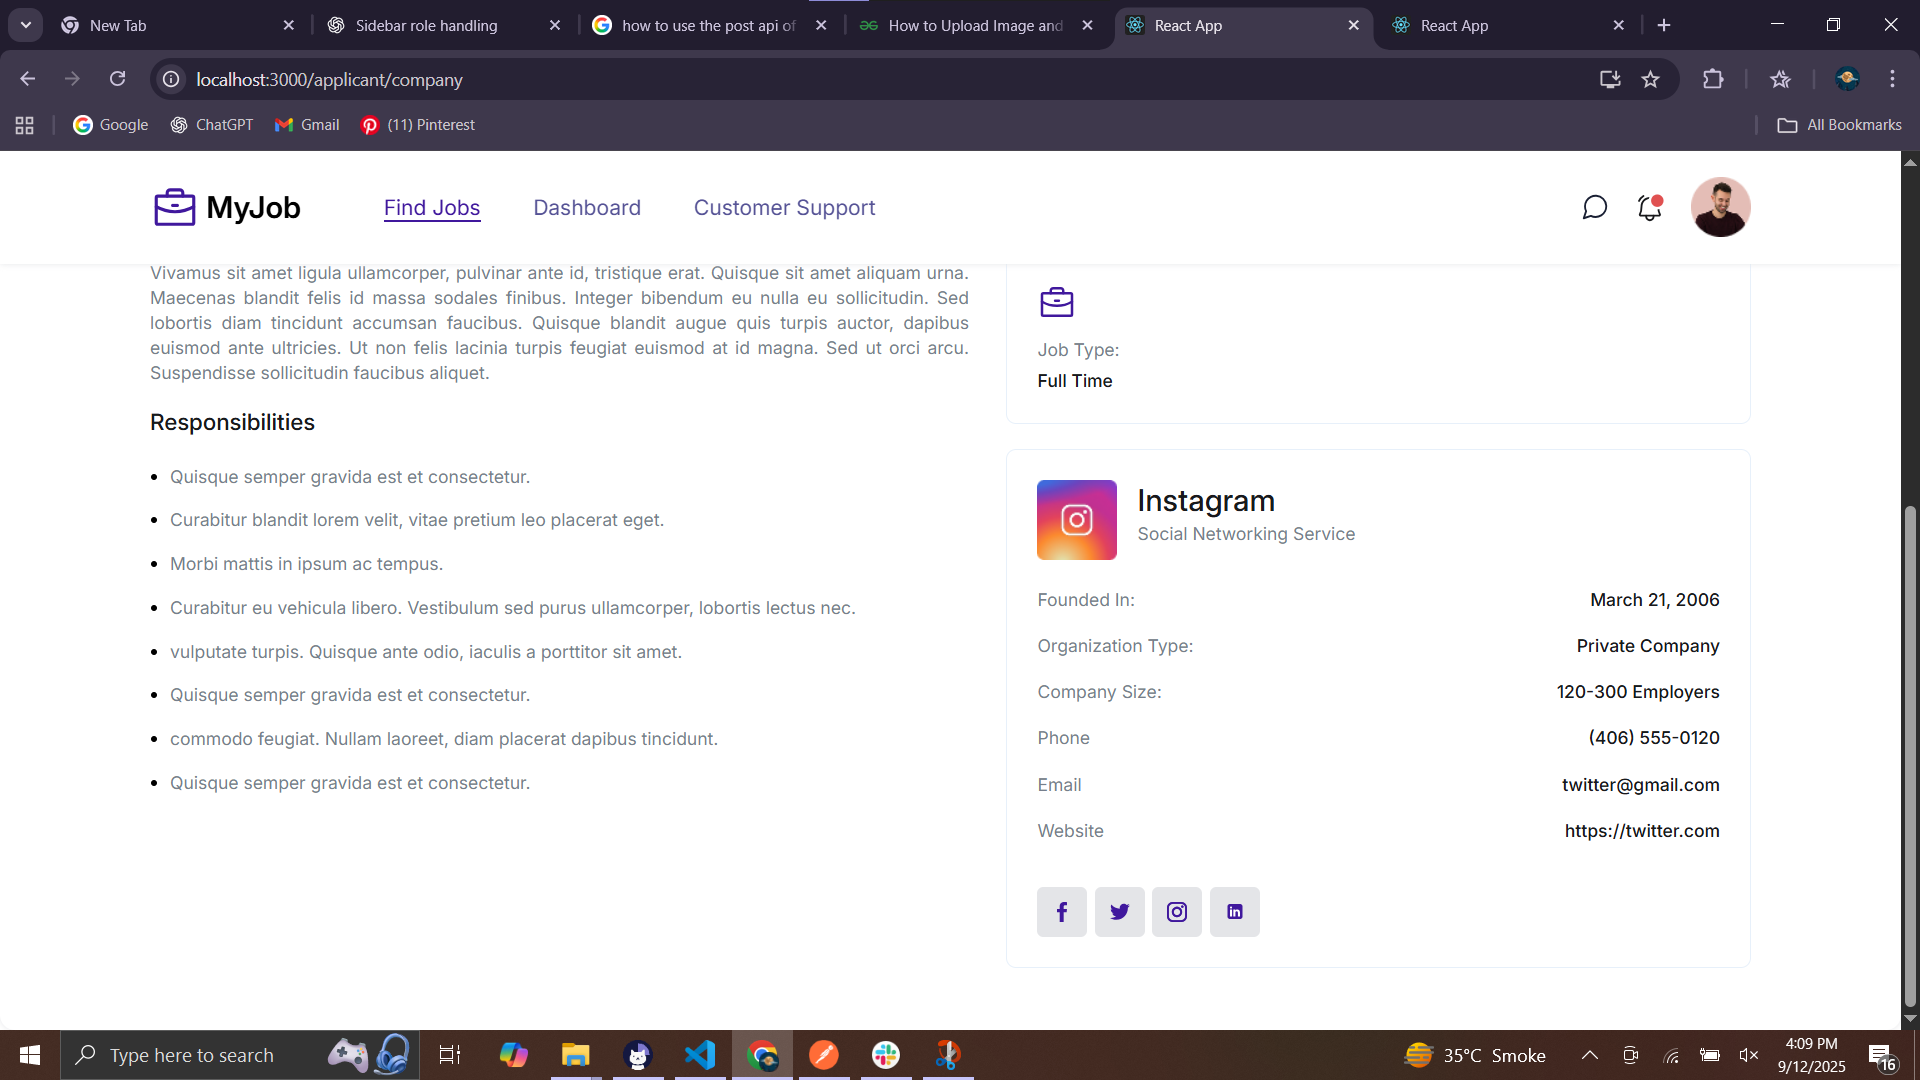 New Tab
Sidebar role handling
how to use the post api of
How to Upload Image and
React App
React App
localhost:3000/applicant/company
Google
ChatGPT
Gmail
(11) Pinterest
All Bookmarks
MyJob
Find Jobs
Dashboard
Customer Support
Vivamus sit amet ligula ullamcorper, pulvinar ante id, tristique erat. Quisque sit amet aliquam urna.
Maecenas blandit felis id massa sodales finibus. Integer bibendum eu nulla eu sollicitudin. Sed
lobortis diam tincidunt accumsan faucibus. Quisque blandit augue quis turpis auctor, dapibus
euismod ante ultricies. Ut non felis lacinia turpis feugiat euismod at id magna. Sed ut orci arcu.
Suspendisse sollicitudin faucibus aliquet.
Responsibilities
• Quisque semper gravida est et consectetur.
• Curabitur blandit lorem velit, vitae pretium leo placerat eget.
• Morbi mattis in ipsum ac tempus.
• Curabitur eu vehicula libero. Vestibulum sed purus ullamcorper, lobortis lectus nec.
• vulputate turpis. Quisque ante odio, iaculis a porttitor sit amet.
• Quisque semper gravida est et consectetur.
• commodo feugiat. Nullam laoreet, diam placerat dapibus tincidunt.
• Quisque semper gravida est et consectetur.
Job Type:
Full Time
Instagram
Social Networking Service
Founded In: March 21, 2006
Organization Type: Private Company
Company Size: 120-300 Employers
Phone (406) 555-0120
Email twitter@gmail.com
Website https://twitter.com
Type here to search
35°C Smoke
4:09 PM
9/12/2025
16